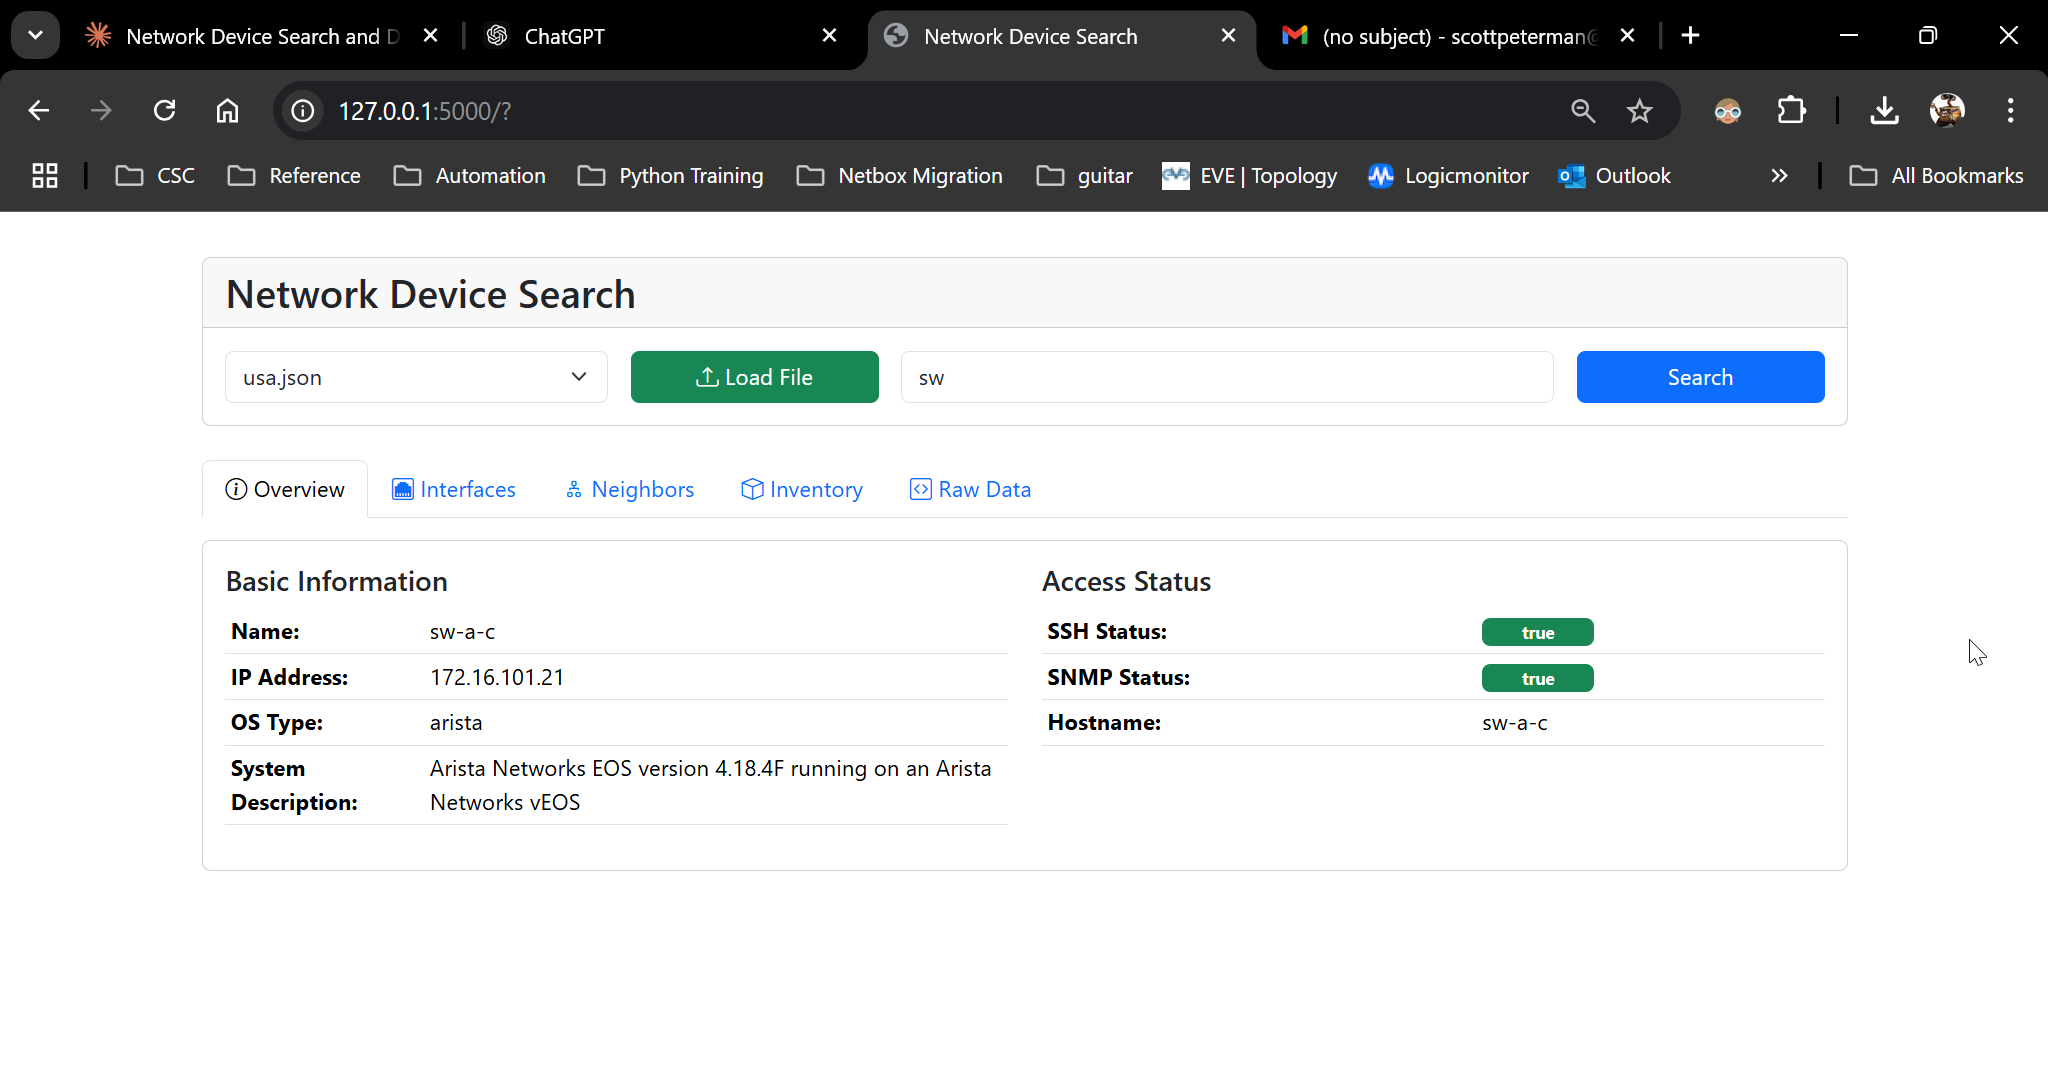 Network Device Search and D
ChatGPT
Network Device Search
(no subject) - scottpeterman@
127.0.0.1:5000/?
CSC
Reference
Automation
Python Training
Netbox Migration
guitar
EVE | Topology
Logicmonitor
Outlook
All Bookmarks
Network Device Search
usa.json
Load File
sw
Search
Overview
Interfaces
Neighbors
Inventory
Raw Data
Basic Information
Name: sw-a-c
IP Address: 172.16.101.21
OS Type: arista
System Description: Arista Networks EOS version 4.18.4F running on an Arista
Networks vEOS
Access Status
SSH Status: true
SNMP Status: true
Hostname: sw-a-c